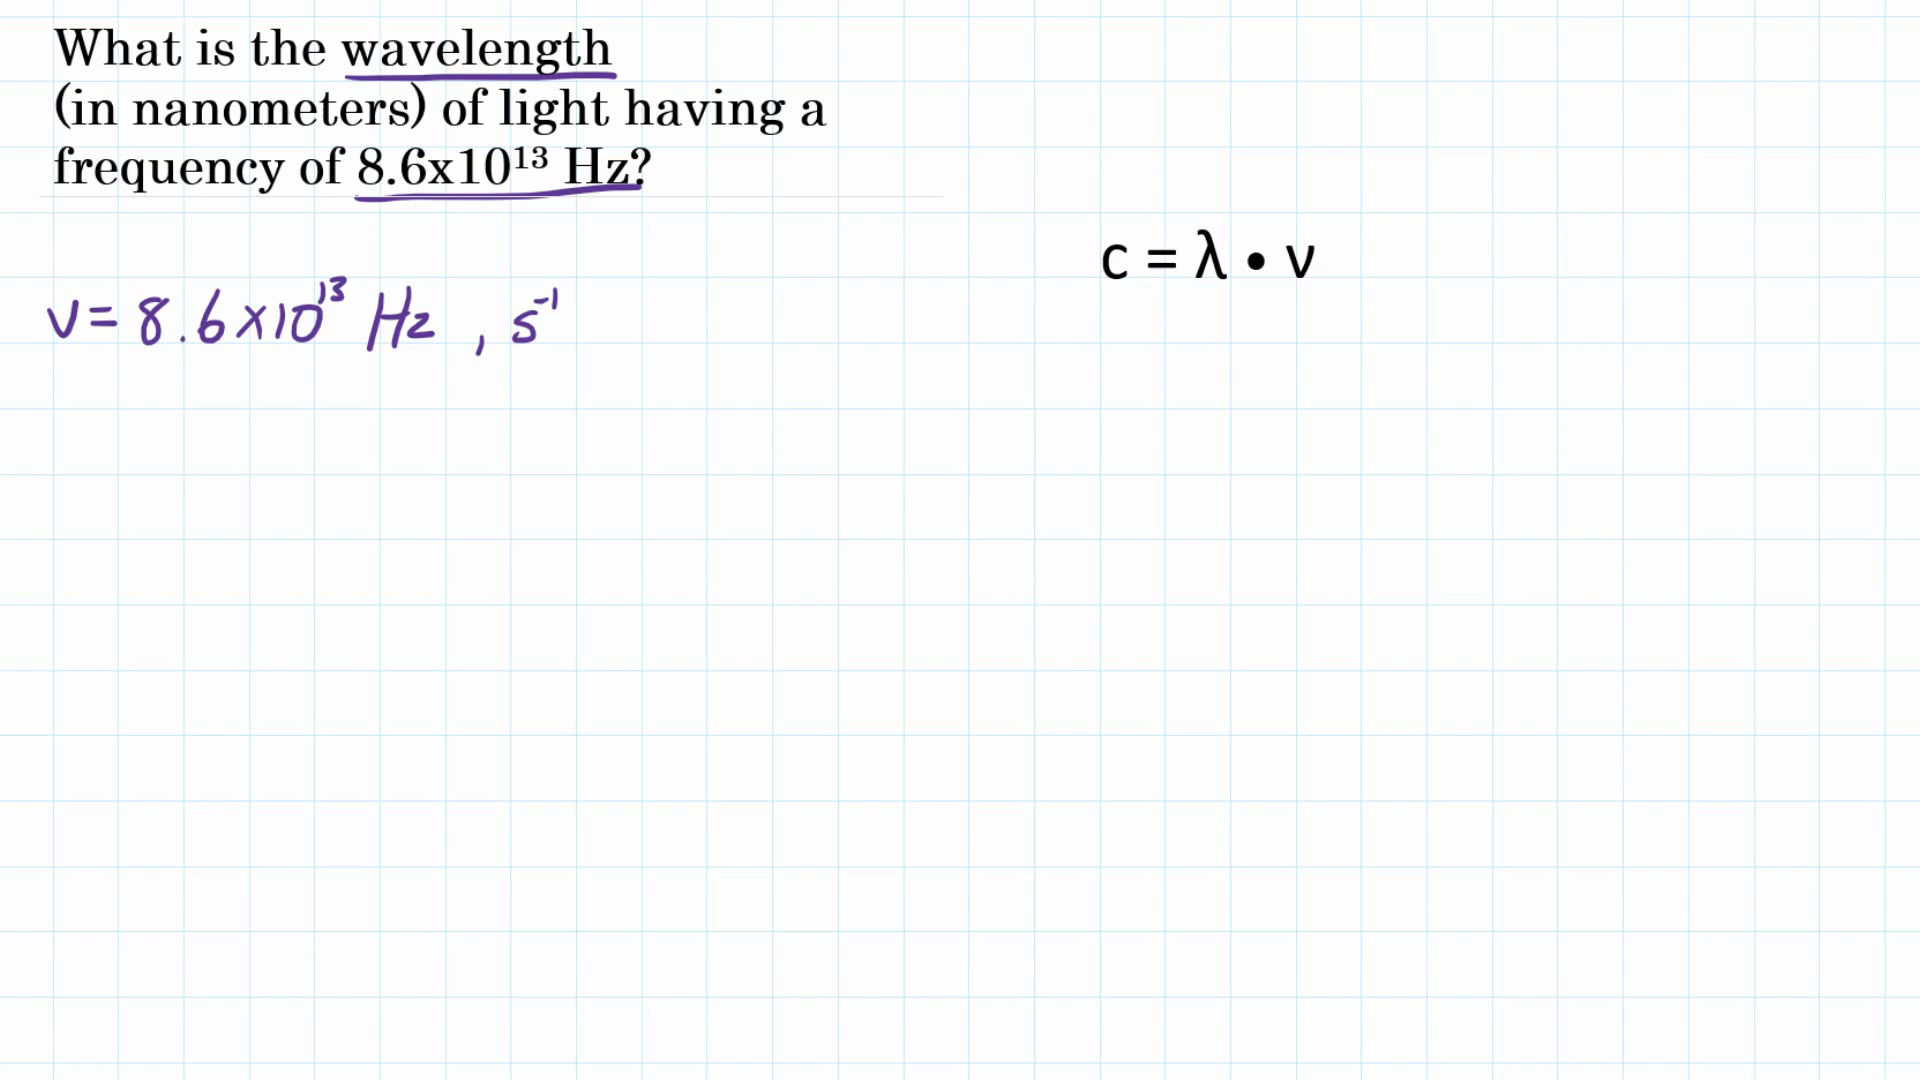 What is the wavelength
(in nanometers) of light having a
frequency of 8.6x10¹³ Hz?
c = λ • ν
ν = 8.6x10¹³ Hz , s⁻¹